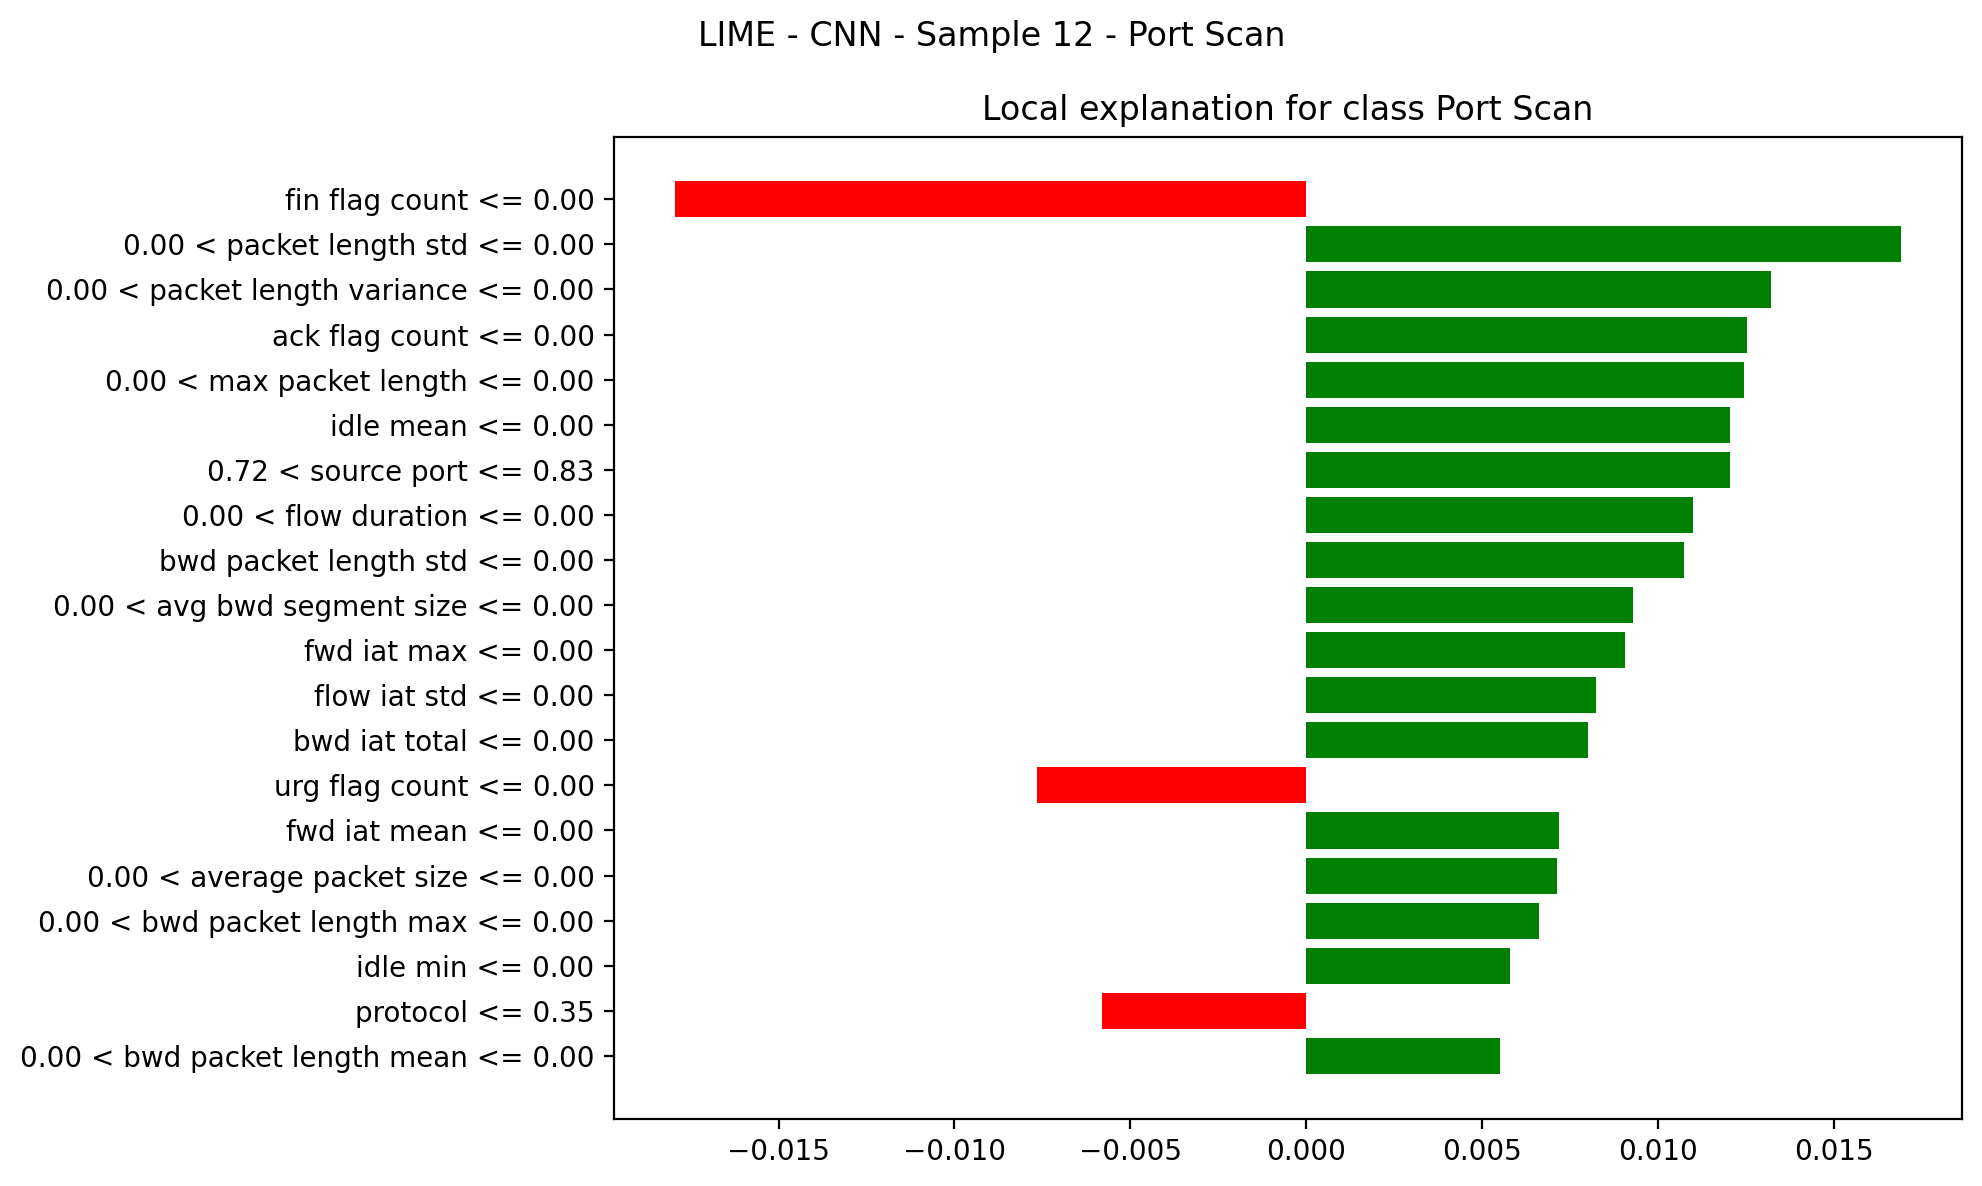 LIME - CNN - Sample 12 - Port Scan
Local explanation for class Port Scan
fin flag count <= 0.00
0.00 < packet length std <= 0.00
0.00 < packet length variance <= 0.00
ack flag count <= 0.00
0.00 < max packet length <= 0.00
idle mean <= 0.00
0.72 < source port <= 0.83
0.00 < flow duration <= 0.00
bwd packet length std <= 0.00
0.00 < avg bwd segment size <= 0.00
fwd iat max <= 0.00
flow iat std <= 0.00
bwd iat total <= 0.00
urg flag count <= 0.00
fwd iat mean <= 0.00
0.00 < average packet size <= 0.00
0.00 < bwd packet length max <= 0.00
idle min <= 0.00
protocol <= 0.35
0.00 < bwd packet length mean <= 0.00
−0.015 −0.010 −0.005 0.000 0.005 0.010 0.015